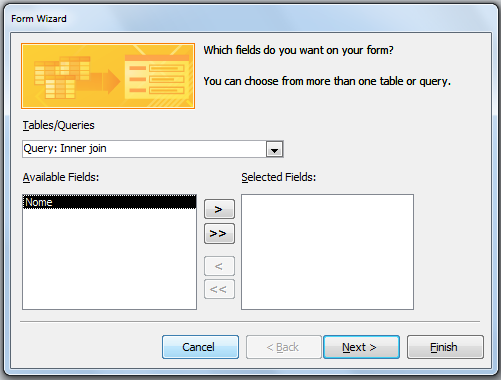 Form Wizard
Which fields do you want on your form?
You can choose from more than one table or query.
Tables/Queries
Query: Inner join
Available Fields:
Selected Fields:
Nome
>
>>
<
<<
Cancel
< Back
Next >
Finish